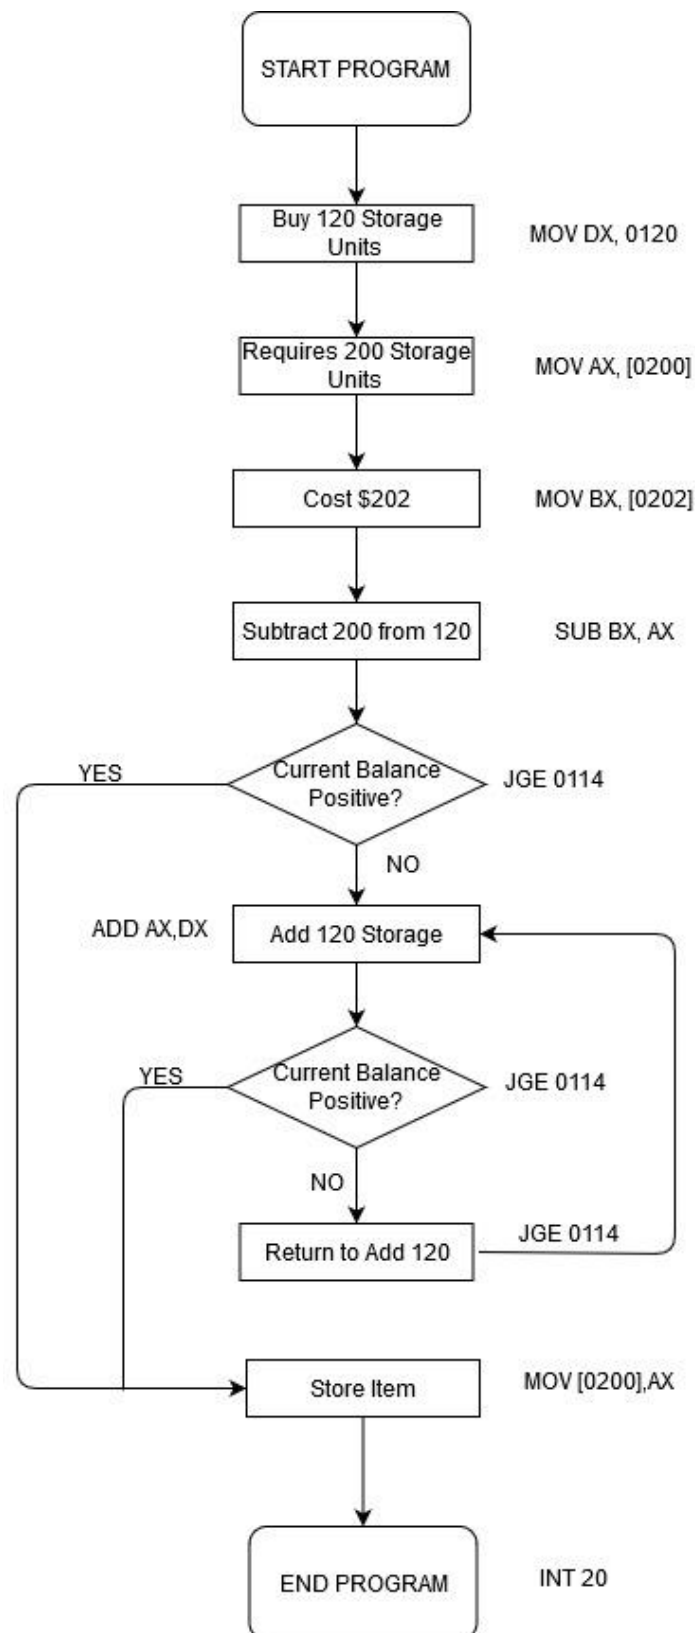 START PROGRAM
Buy 120 Storage
Units
MOV DX, 0120
Requires 200 Storage
Units
MOV AX, [0200]
Cost $202
MOV BX, [0202]
Subtract 200 from 120
SUB BX, AX
Current Balance
Positive?
YES
JGE 0114
NO
ADD AX,DX
Add 120 Storage
Current Balance
Positive?
YES
JGE 0114
NO
Return to Add 120
JGE 0114
Store Item
MOV [0200],AX
END PROGRAM
INT 20